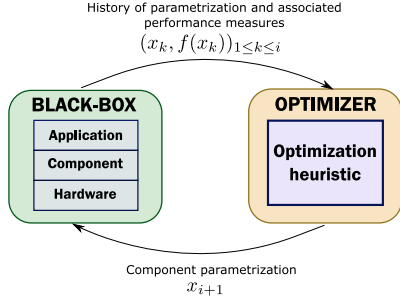 History of parametrization and associated
performance measures
(x_k, f(x_k))_{1≤k≤i}
BLACK-BOX
Application
Component
Hardware
OPTIMIZER
Optimization
heuristic
Component parametrization
x_{i+1}